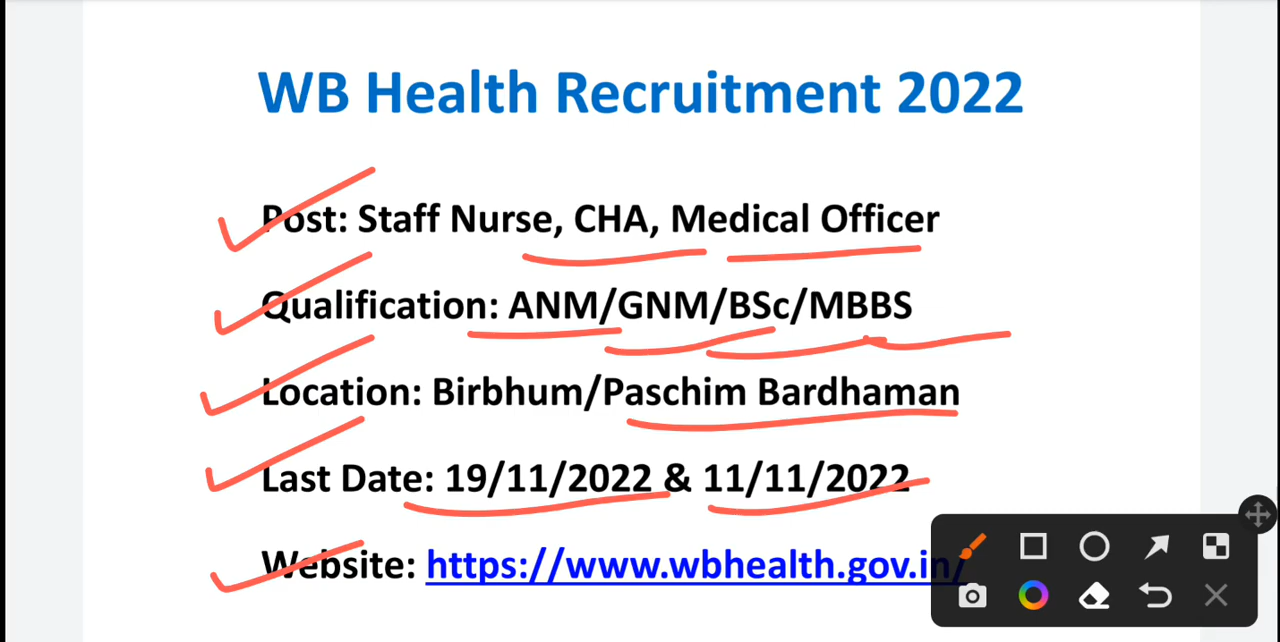 WB Health Recruitment 2022
Post: Staff Nurse, CHA, Medical Officer
Qualification: ANM/GNM/BSc/MBBS
Location: Birbhum/Paschim Bardhaman
Last Date: 19/11/2022 & 11/11/2022
Website: https://www.wbhealth.gov.in/